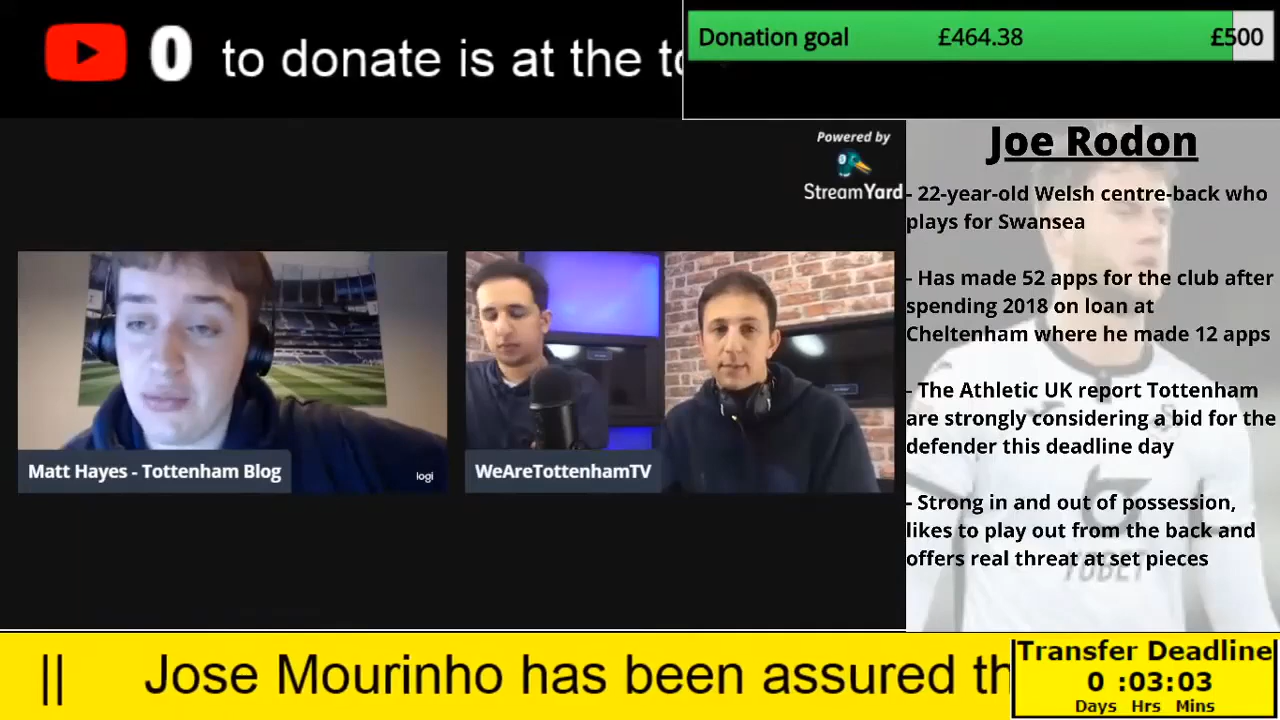 0 to donate is at the to
Donation goal £464.38 £500
Powered by
StreamYard
Joe Rodon
- 22-year-old Welsh centre-back who
plays for Swansea
- Has made 52 apps for the club after
spending 2018 on loan at
Cheltenham where he made 12 apps
- The Athletic UK report Tottenham
are strongly considering a bid for the
defender this deadline day
- Strong in and out of possession,
likes to play out from the back and
offers real threat at set pieces
YOBET
Matt Hayes - Tottenham Blog
logi
WeAreTottenhamTV
|| Jose Mourinho has been assured th
Transfer Deadline
0 :03:03
Days Hrs Mins